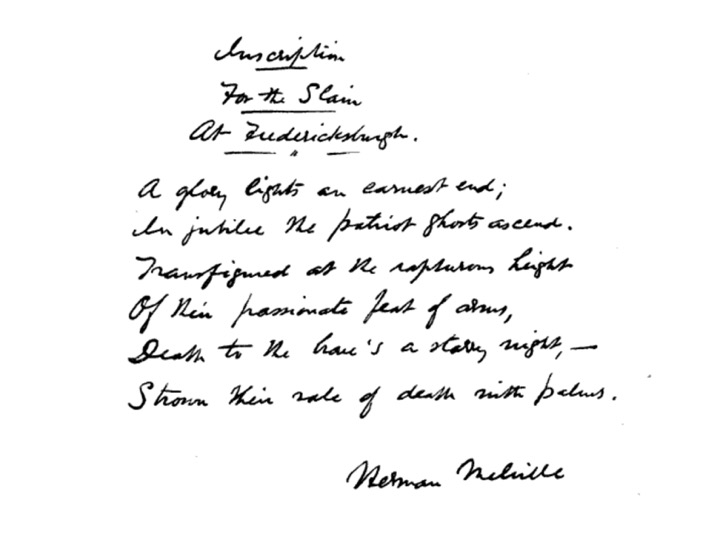 Inscription
For the Slain
At Fredericksburgh.
A glory lights an earnest end;
In jubilee the patriot ghosts ascend.
Transfigured at the rapturous height
Of their passionate feat of arms,
Death to the brave's a starry night, —
Strown their vale of death with palms.
Herman Melville